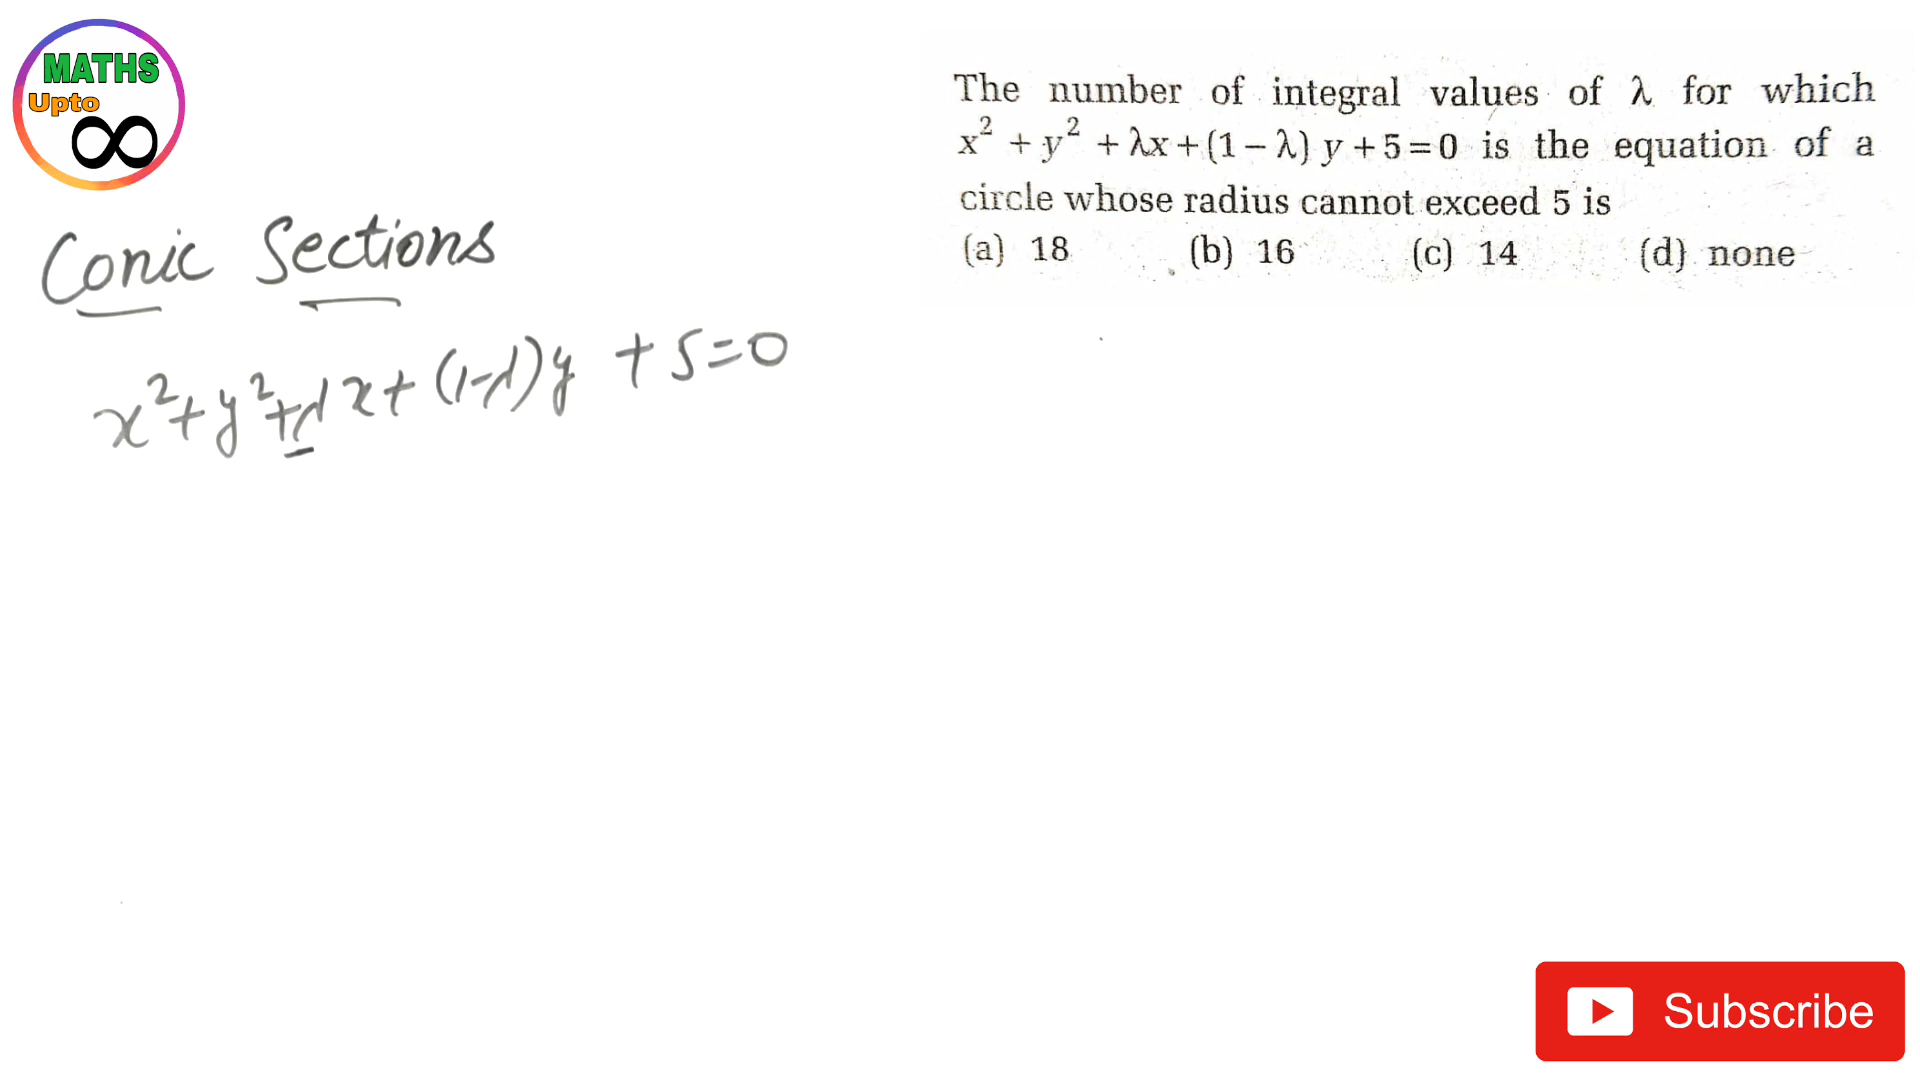 MATHS
Upto
∞
The number of integral values of λ for which
x² + y² + λx + (1 – λ) y + 5 = 0 is the equation of a
circle whose radius cannot exceed 5 is
(a) 18 (b) 16 (c) 14 (d) none
Conic Sections
x²+y²+λx+(1-λ)y +5=0
Subscribe